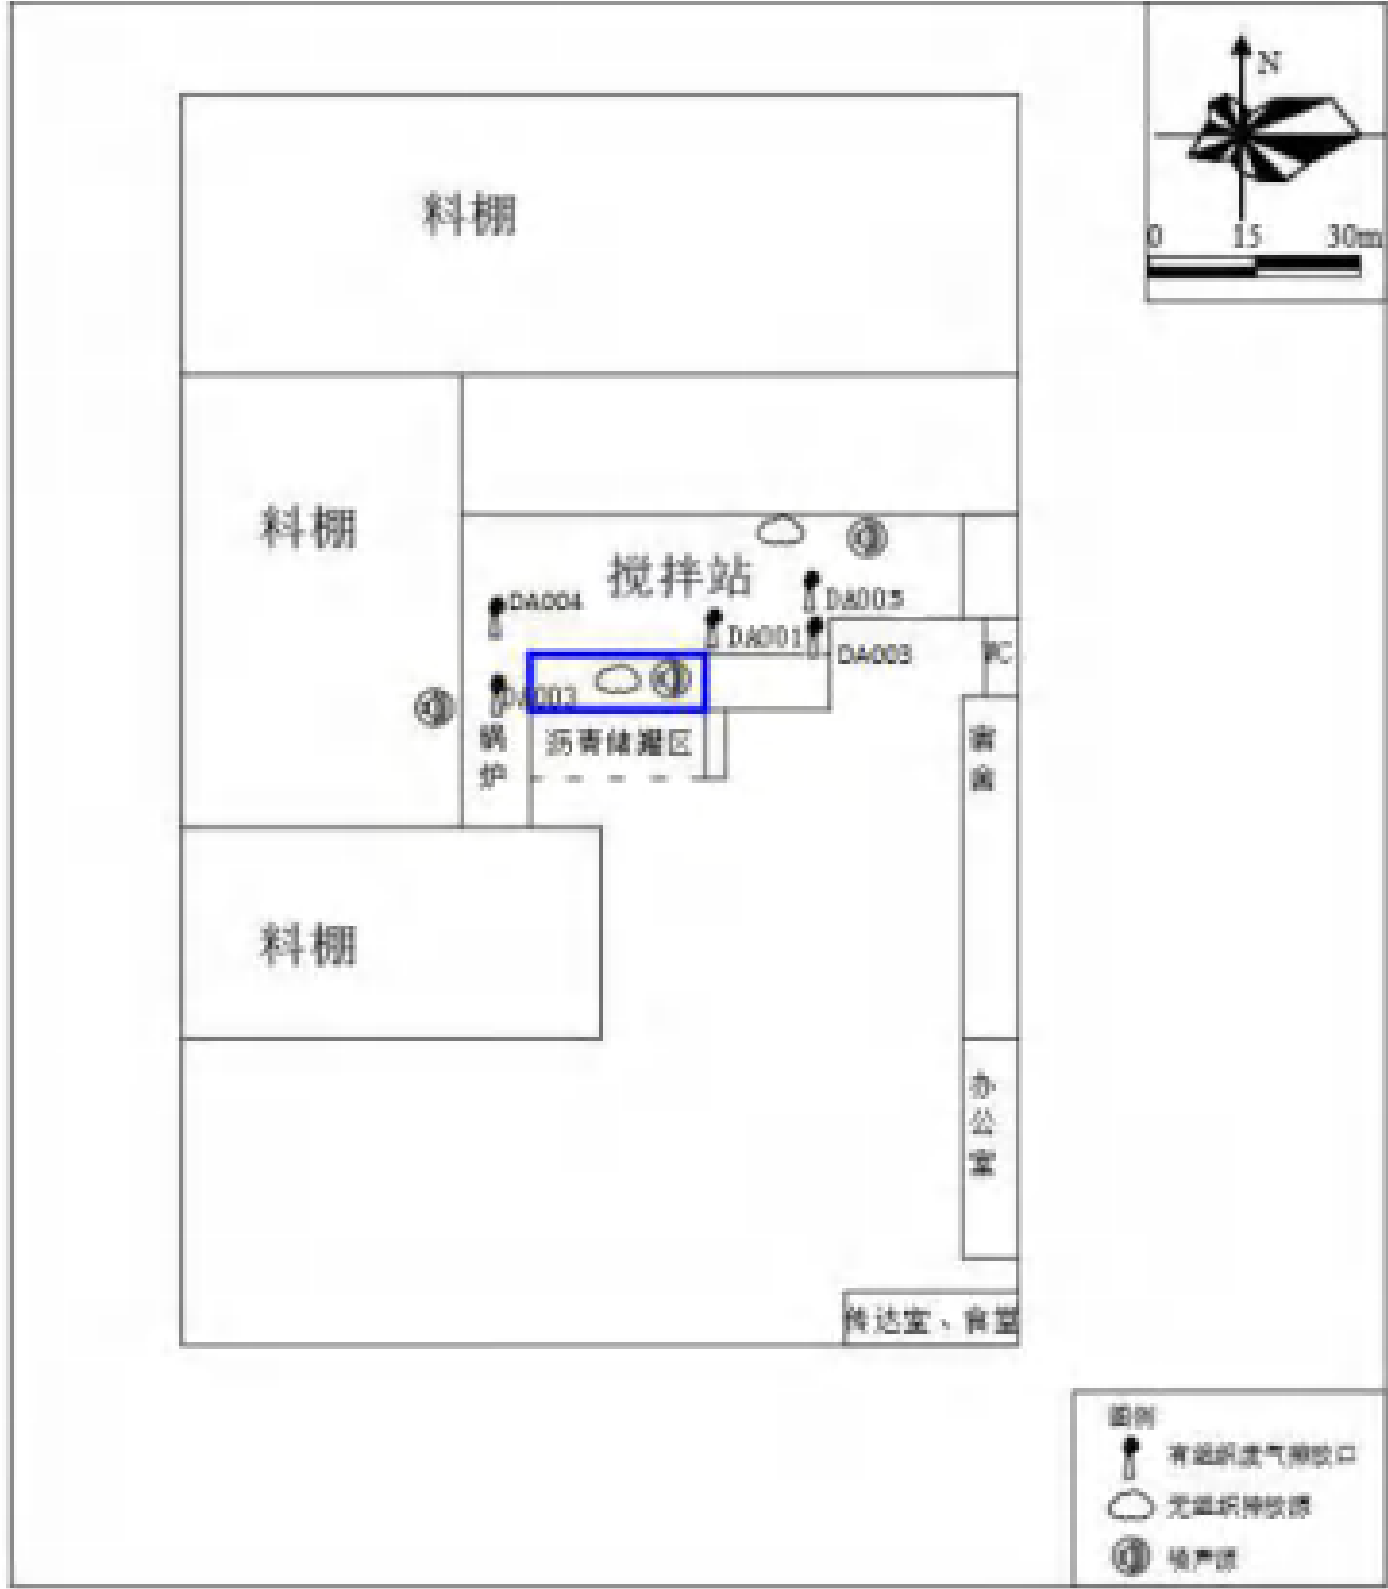 N
0 15 30m
料棚
料棚
搅拌站
DA004
DA005
DA001
DA003
WC
DA003
锅炉
沥青储罐区
宿舍
料棚
办公室
传达室、食堂
图例
有组织废气排放口
无组织排放源
噪声源